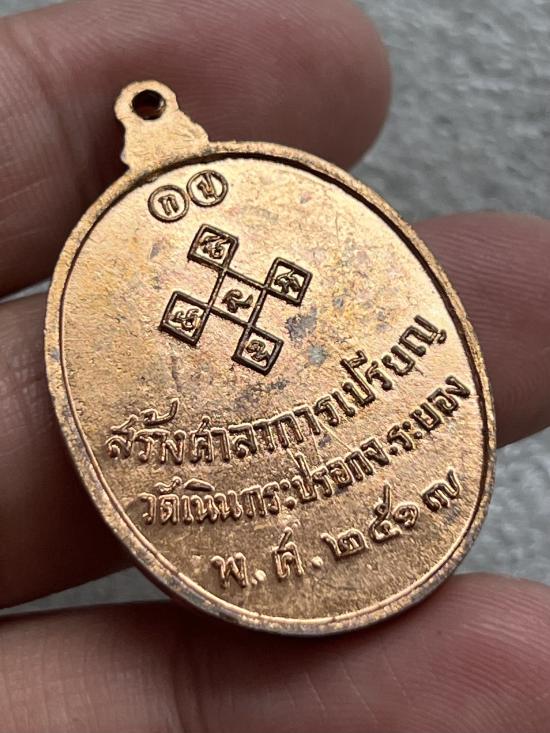 ก ป
สร้างศาลาการเปรียญ
วัดเนินกระปรอกจ.ระยอง
พ.ศ.๒๕๑๗